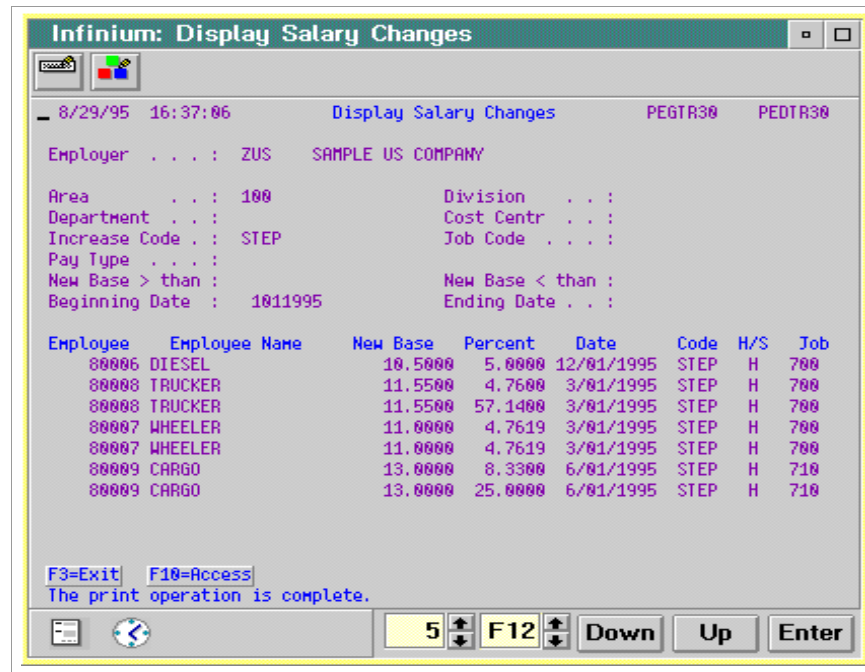 Infinium: Display Salary Changes
8/29/95 16:37:06 Display Salary Changes PEGTR30 PEDTR30
Employer . . . : ZUS SAMPLE US COMPANY
Area . . : 100 Division . . :
Department . . : Cost Centr . . :
Increase Code . : STEP Job Code . . . :
Pay Type . . . :
New Base > than : New Base < than :
Beginning Date : 1011995 Ending Date . . :
Employee Employee Name New Base Percent Date Code H/S Job
80006 DIESEL 10.5000 5.0000 12/01/1995 STEP H 700
80008 TRUCKER 11.5500 4.7600 3/01/1995 STEP H 700
80008 TRUCKER 11.5500 57.1400 3/01/1995 STEP H 700
80007 WHEELER 11.0000 4.7619 3/01/1995 STEP H 700
80007 WHEELER 11.0000 4.7619 3/01/1995 STEP H 700
80009 CARGO 13.0000 8.3300 6/01/1995 STEP H 710
80009 CARGO 13.0000 25.0000 6/01/1995 STEP H 710
F3=Exit F10=Access
The print operation is complete.
5 F12 Down Up Enter